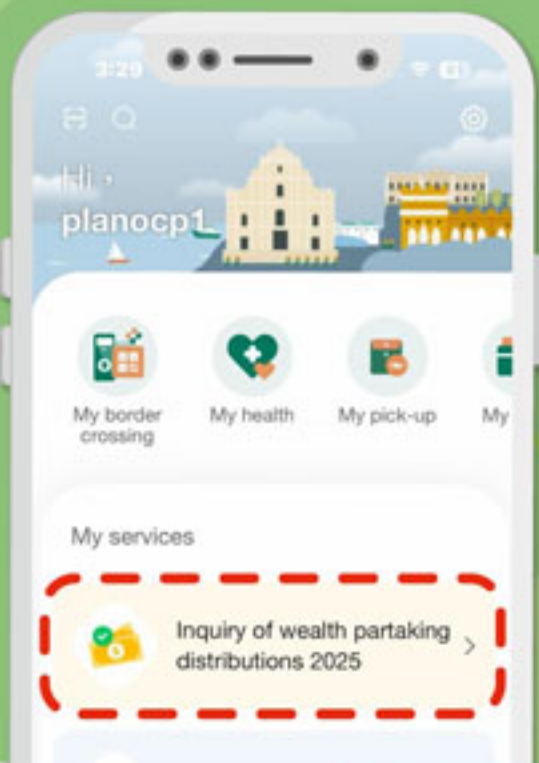 3:29
Hi,
planocp1
My border
crossing
My health
My pick-up
My
My services
Inquiry of wealth partaking
distributions 2025